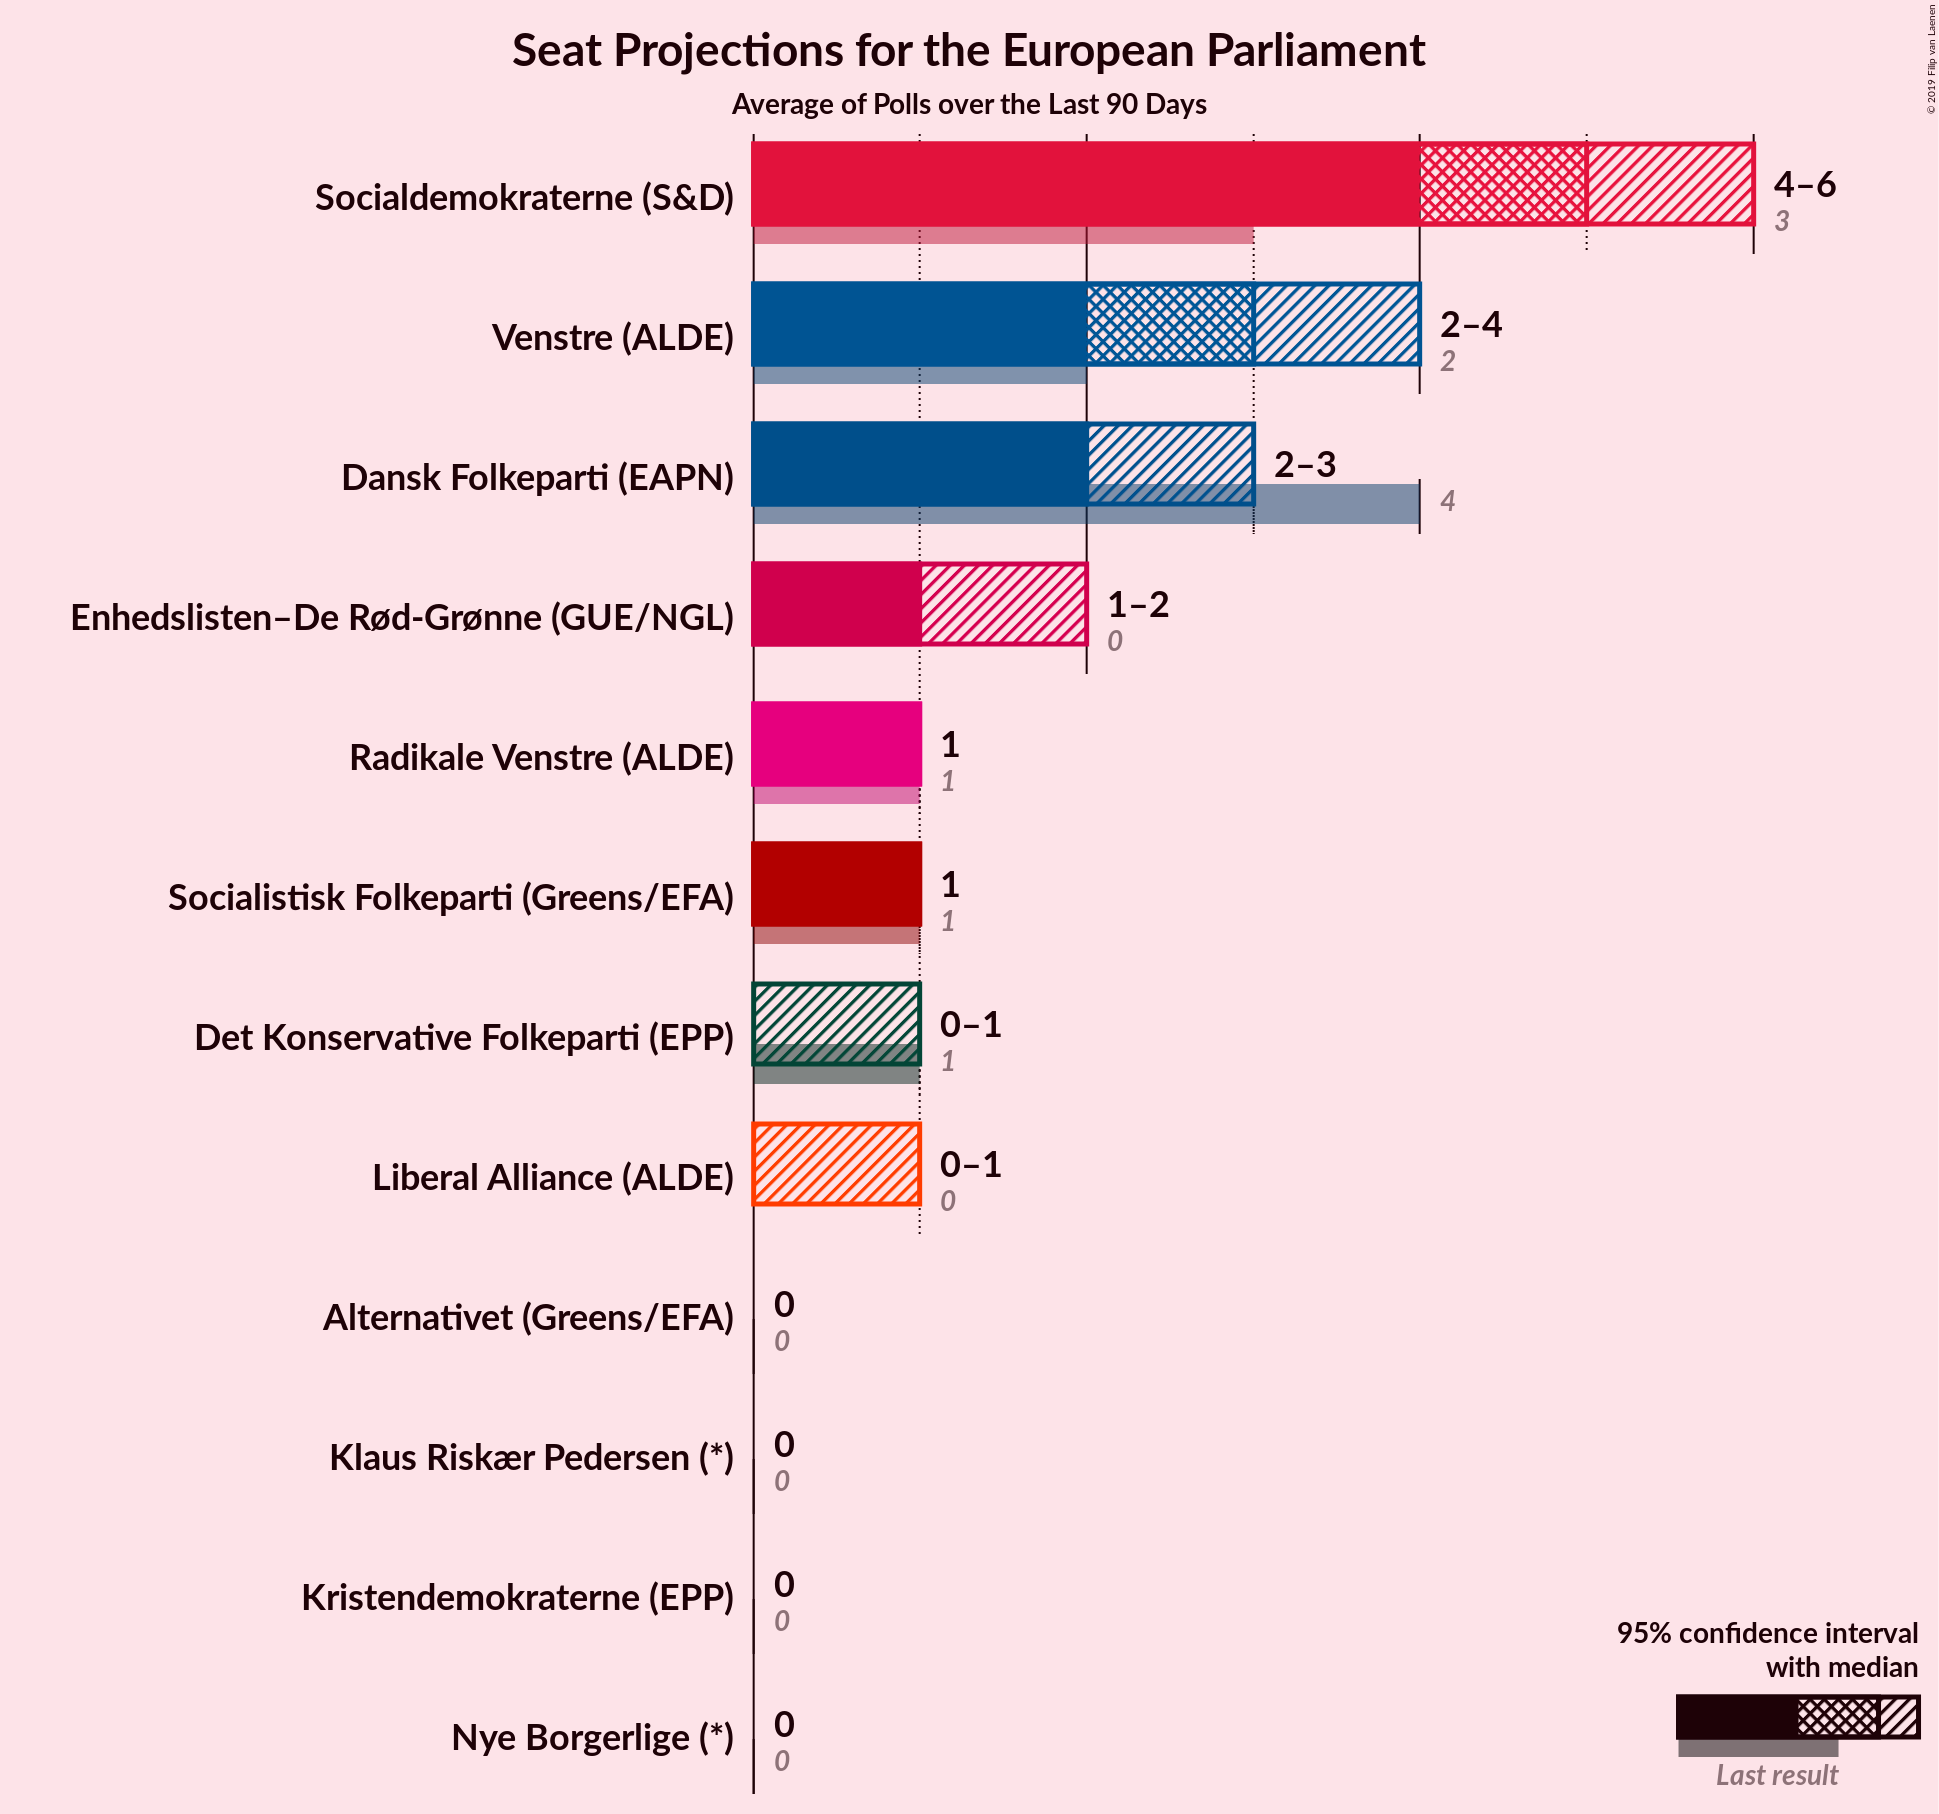 Seat Projections for the European Parliament
Average of Polls over the Last 90 Days
© 2019 Filip van Laenen
Socialdemokraterne (S&D)
4–6
3
Venstre (ALDE)
2–4
2
Dansk Folkeparti (EAPN)
2–3
4
Enhedslisten–De Rød-Grønne (GUE/NGL)
1–2
0
Radikale Venstre (ALDE)
1
1
Socialistisk Folkeparti (Greens/EFA)
1
1
Det Konservative Folkeparti (EPP)
0–1
1
Liberal Alliance (ALDE)
0–1
0
Alternativet (Greens/EFA)
0
0
Klaus Riskær Pedersen (*)
0
0
Kristendemokraterne (EPP)
0
0
Nye Borgerlige (*)
0
0
95% confidence interval
with median
Last result